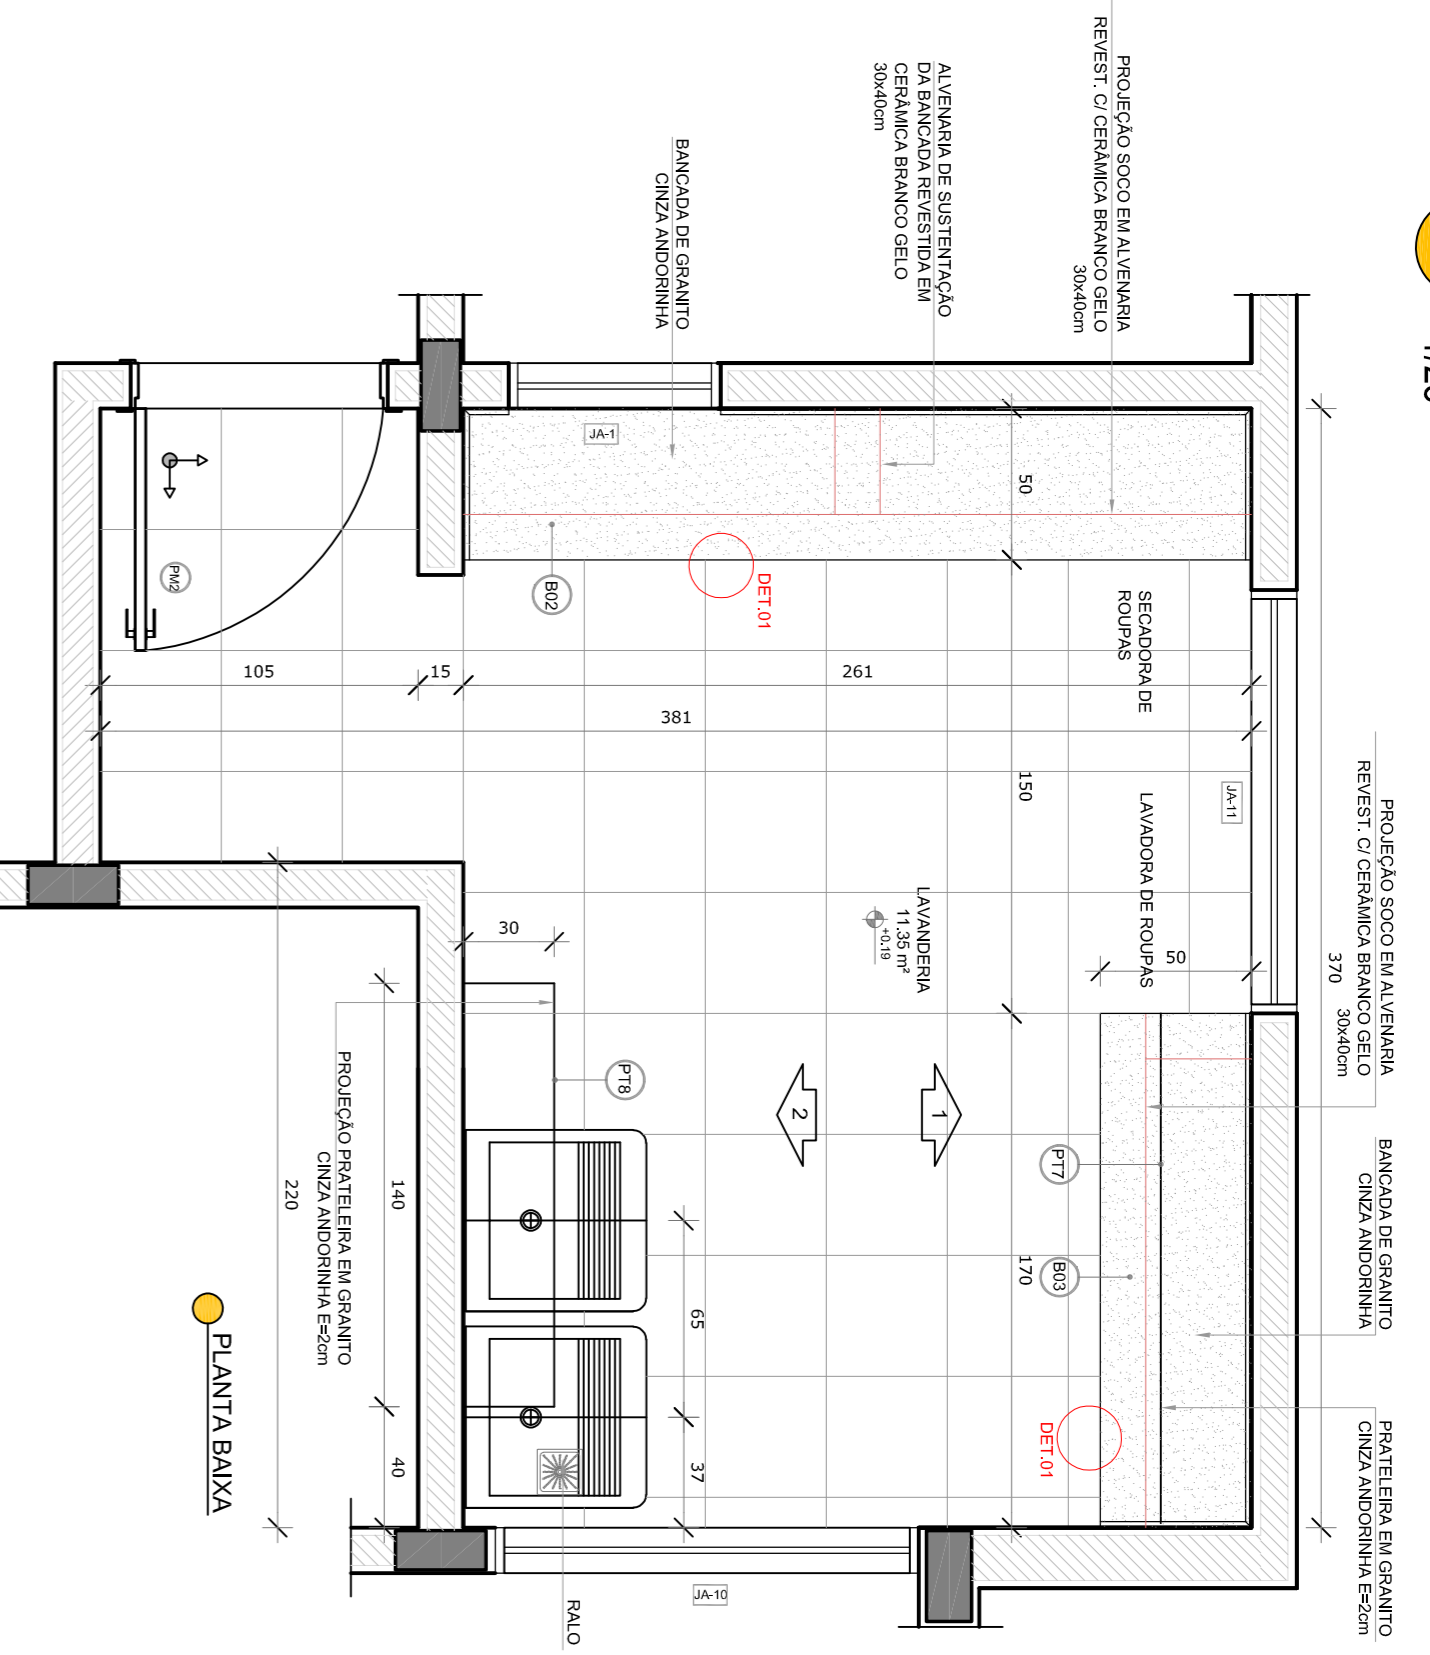 PROJEÇÃO SOCO EM ALVENARIA
REVEST. C/ CERÂMICA BRANCO GELO
30x40cm
ALVENARIA DE SUSTENTAÇÃO
DA BANCADA REVESTIDA EM
CERÂMICA BRANCO GELO
30x40cm
BANCADA DE GRANITO
CINZA ANDORINHA
JA-1
50
B02
DET.01
PM2
SECADORA DE
ROUPAS
105
15
261
381
150
JA-11
LAVADORA DE ROUPAS
370
PROJEÇÃO SOCO EM ALVENARIA
REVEST. C/ CERÂMICA BRANCO GELO
30x40cm
LAVANDERIA
11.35 m²
+0.19
30
50
PT8
1
2
PT7
B03
170
BANCADA DE GRANITO
CINZA ANDORINHA
PRATELEIRA EM GRANITO
CINZA ANDORINHA E=2cm
DET.01
PROJEÇÃO PRATELEIRA EM GRANITO
CINZA ANDORINHA E=2cm
140
220
65
37
40
RALO
JA-10
PLANTA BAIXA